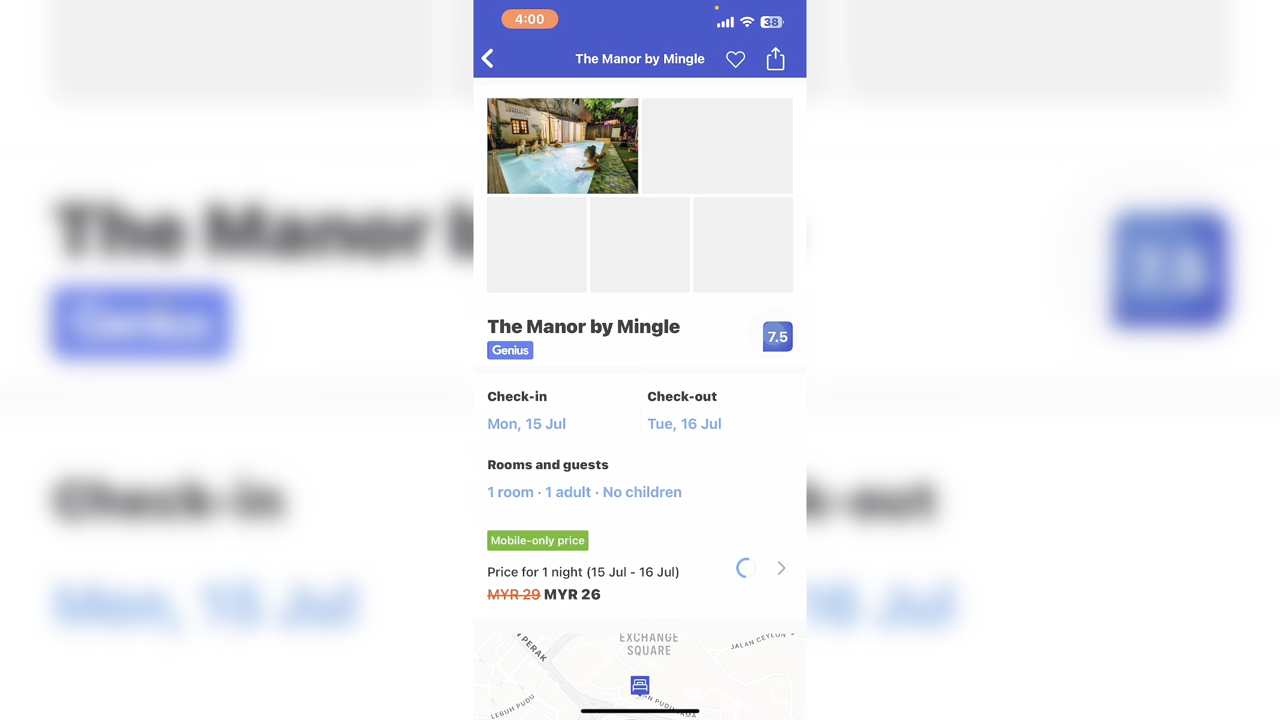 4:00
38
The Manor by Mingle
The Manor by Mingle
Genius
7.5
Check-in
Check-out
Mon, 15 Jul
Tue, 16 Jul
Rooms and guests
1 room · 1 adult · No children
Mobile-only price
Price for 1 night (15 Jul - 16 Jul)
MYR 29 MYR 26
PERAK
EXCHANGE
SQUARE
JALAN CEYLON
LEBUH PUDU